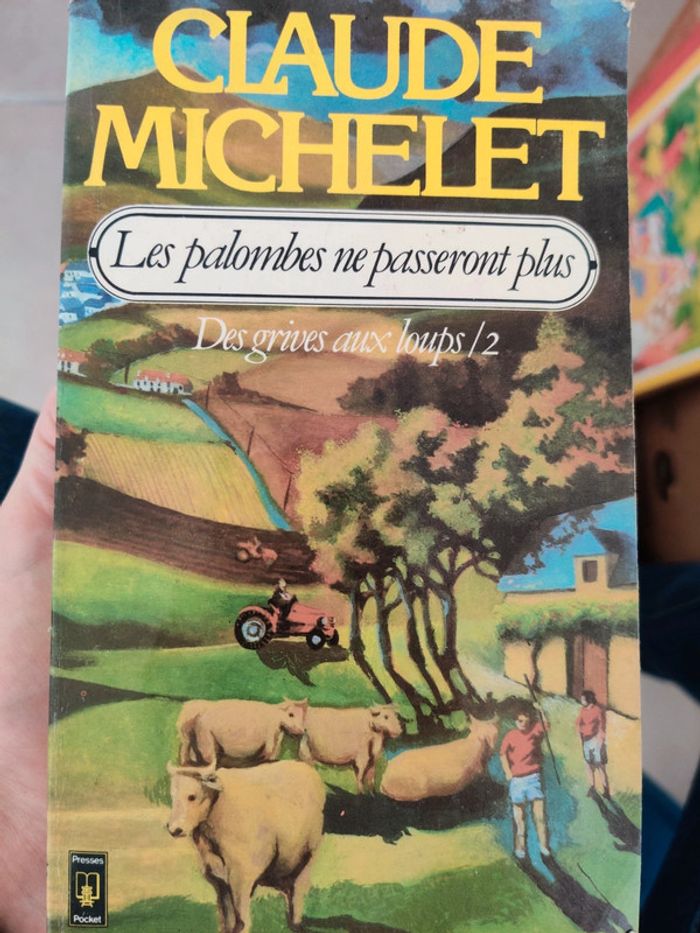 CLAUDE
MICHELET
Les palombes ne passeront plus
Des grives aux loups/2
Presses
Pocket